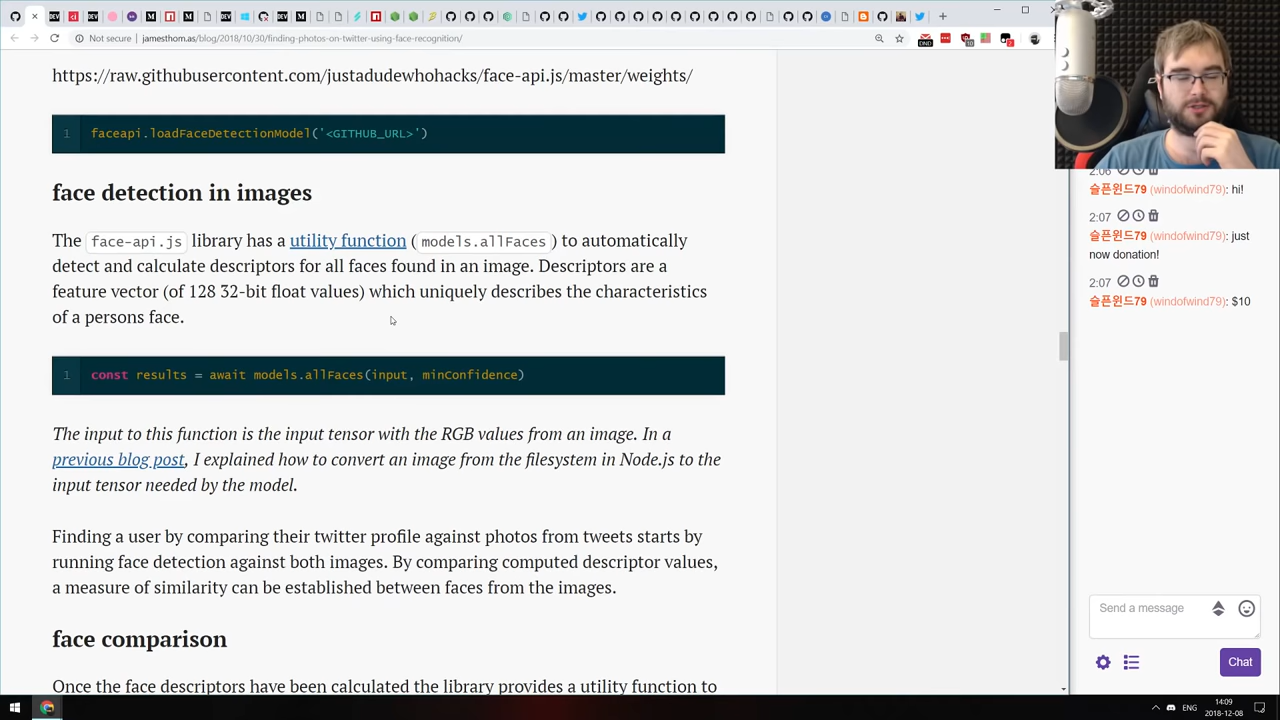 Not secure | jamesthom.as/blog/2018/10/30/finding-photos-on-twitter-using-face-recognition/
https://raw.githubusercontent.com/justadudewhohacks/face-api.js/master/weights/
1 faceapi.loadFaceDetectionModel('<GITHUB_URL>')
face detection in images
The face-api.js library has a utility function (models.allFaces) to automatically
detect and calculate descriptors for all faces found in an image. Descriptors are a
feature vector (of 128 32-bit float values) which uniquely describes the characteristics
of a persons face.
1 const results = await models.allFaces(input, minConfidence)
The input to this function is the input tensor with the RGB values from an image. In a
previous blog post, I explained how to convert an image from the filesystem in Node.js to the
input tensor needed by the model.
Finding a user by comparing their twitter profile against photos from tweets starts by
running face detection against both images. By comparing computed descriptor values,
a measure of similarity can be established between faces from the images.
face comparison
Once the face descriptors have been calculated the library provides a utility function to
2:06
슬픈윈드79 (windofwind79): hi!
2:07
슬픈윈드79 (windofwind79): just
now donation!
2:07
슬픈윈드79 (windofwind79): $10
Send a message
Chat
ENG
14:09
2018-12-08